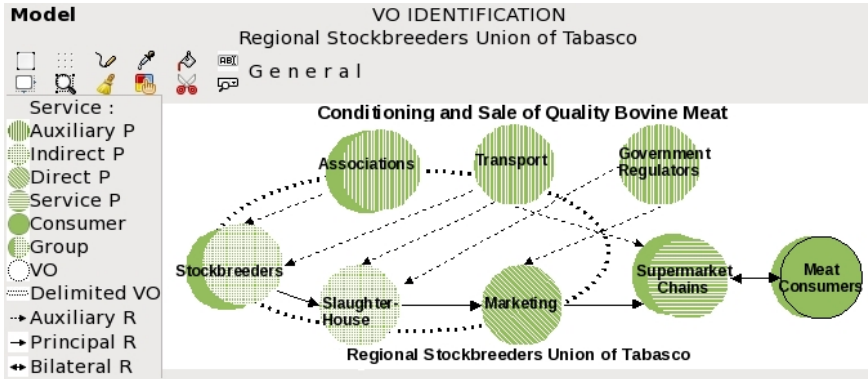 Model
VO IDENTIFICATION
Regional Stockbreeders Union of Tabasco
ABI
General
Service :
Auxiliary P
Indirect P
Direct P
Service P
Consumer
Group
VO
Delimited VO
Auxiliary R
Principal R
Bilateral R
Conditioning and Sale of Quality Bovine Meat
Associations
Transport
Government
Regulators
Stockbreeders
Slaughter-
House
Marketing
Supermarket
Chains
Meat
Consumers
Regional Stockbreeders Union of Tabasco